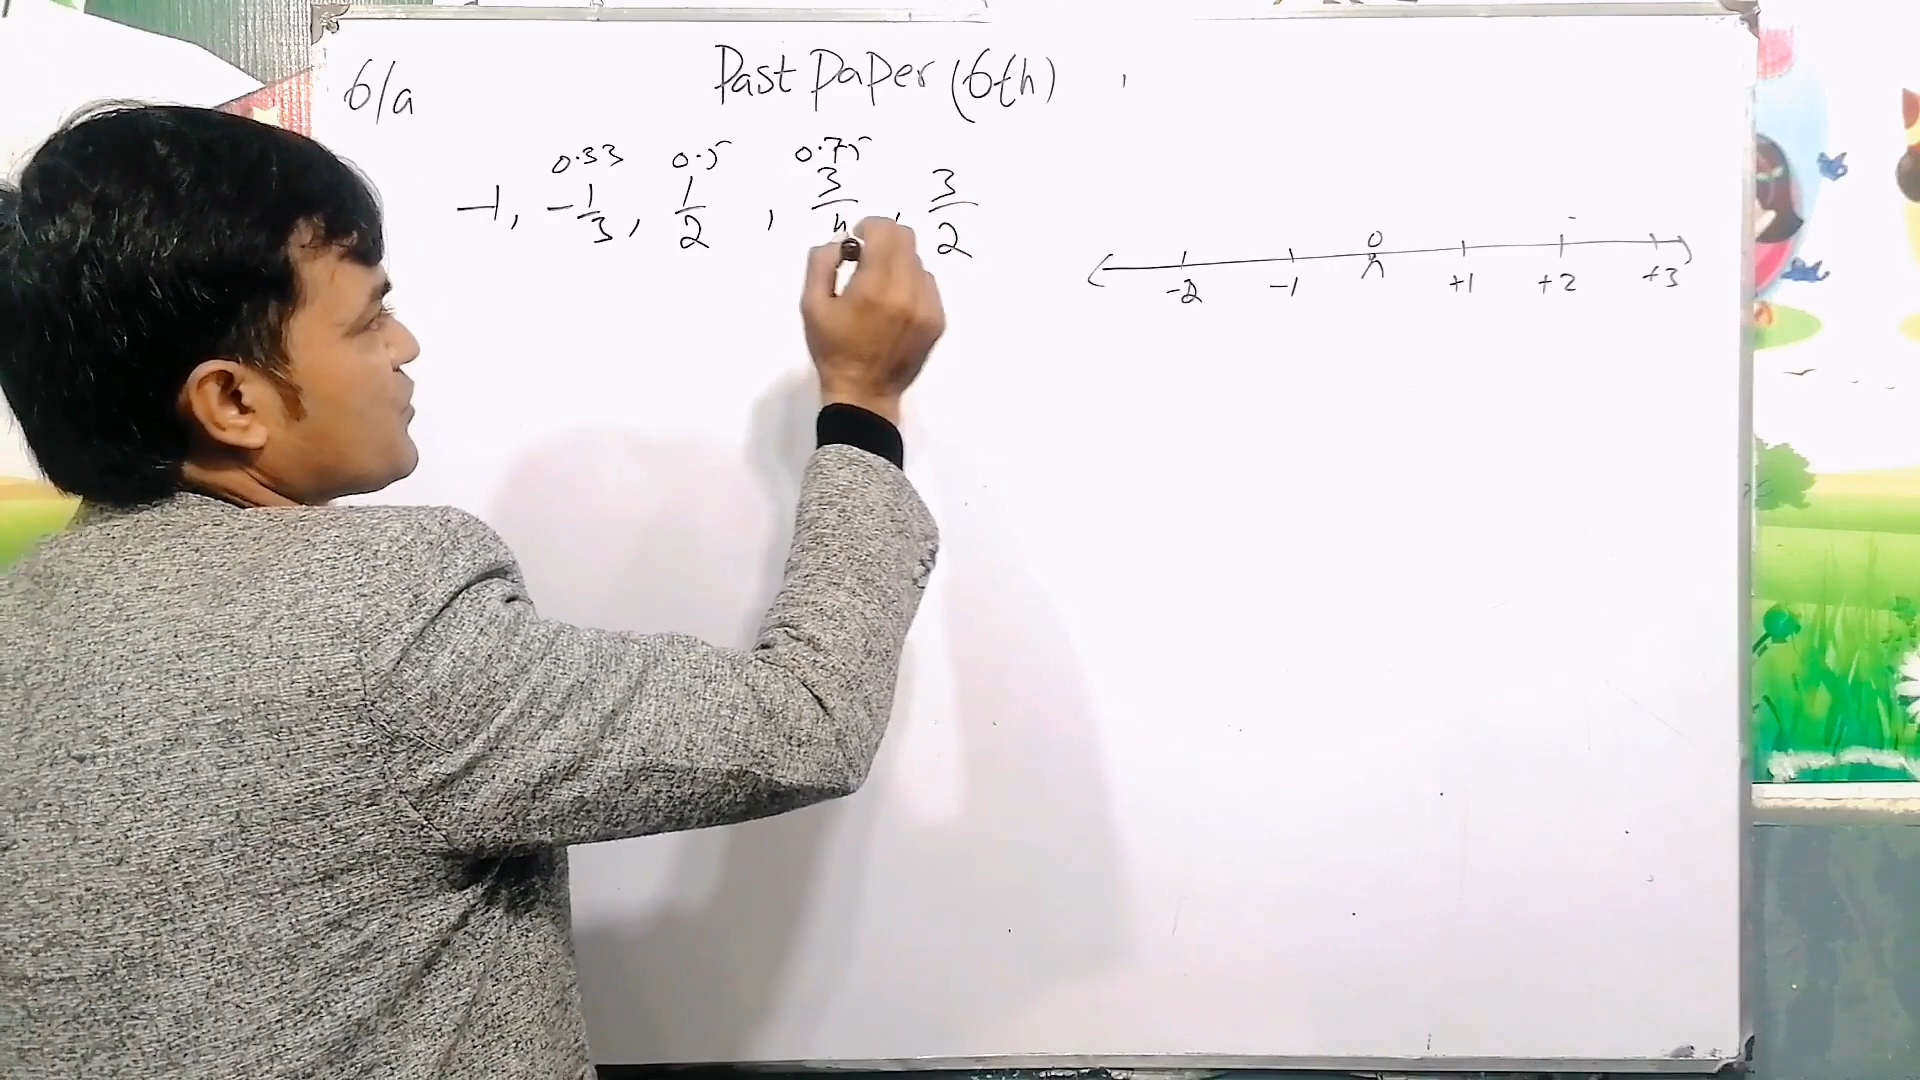 6/a
Past Paper (6th)
0.33 0.5 0.75
-1, -1/3, 1/2, 3/4, 3/2
0
-2 -1 +1 +2 +3